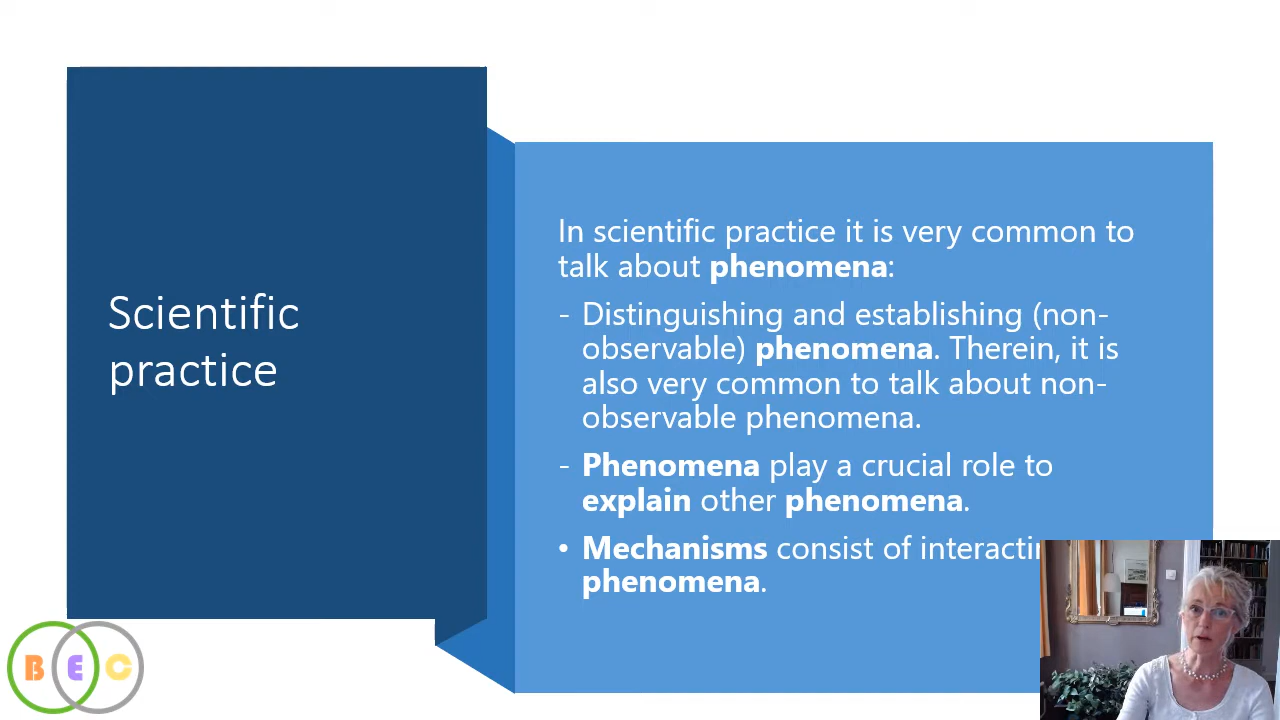 Scientific
practice
In scientific practice it is very common to
talk about phenomena:
- Distinguishing and establishing (non-
observable) phenomena. Therein, it is
also very common to talk about non-
observable phenomena.
- Phenomena play a crucial role to
explain other phenomena.
• Mechanisms consist of
phenomena.
B E C